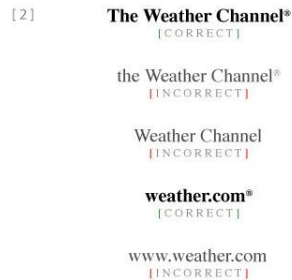 [2]
The Weather Channel®
[CORRECT]
the Weather Channel®
[INCORRECT]
Weather Channel
[INCORRECT]
weather.com®
[CORRECT]
www.weather.com
[INCORRECT]